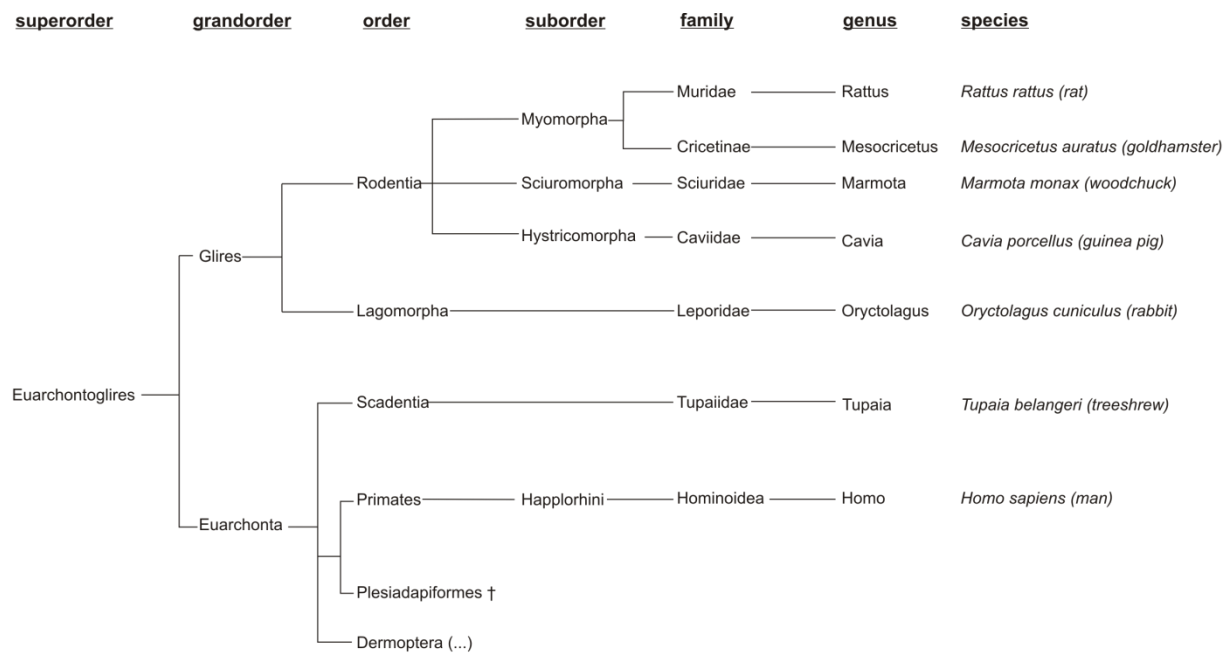 superorder grandorder order suborder family genus species
Muridae Rattus Rattus rattus (rat)
Myomorpha
Cricetinae Mesocricetus Mesocricetus auratus (goldhamster)
Rodentia Sciuromorpha Sciuridae Marmota Marmota monax (woodchuck)
Hystricomorpha Caviidae Cavia Cavia porcellus (guinea pig)
Glires
Lagomorpha Leporidae Oryctolagus Oryctolagus cuniculus (rabbit)
Euarchontoglires
Scadentia Tupaiidae Tupaia Tupaia belangeri (treeshrew)
Primates Happlorhini Hominoidea Homo Homo sapiens (man)
Euarchonta
Plesiadapiformes †
Dermoptera (...)